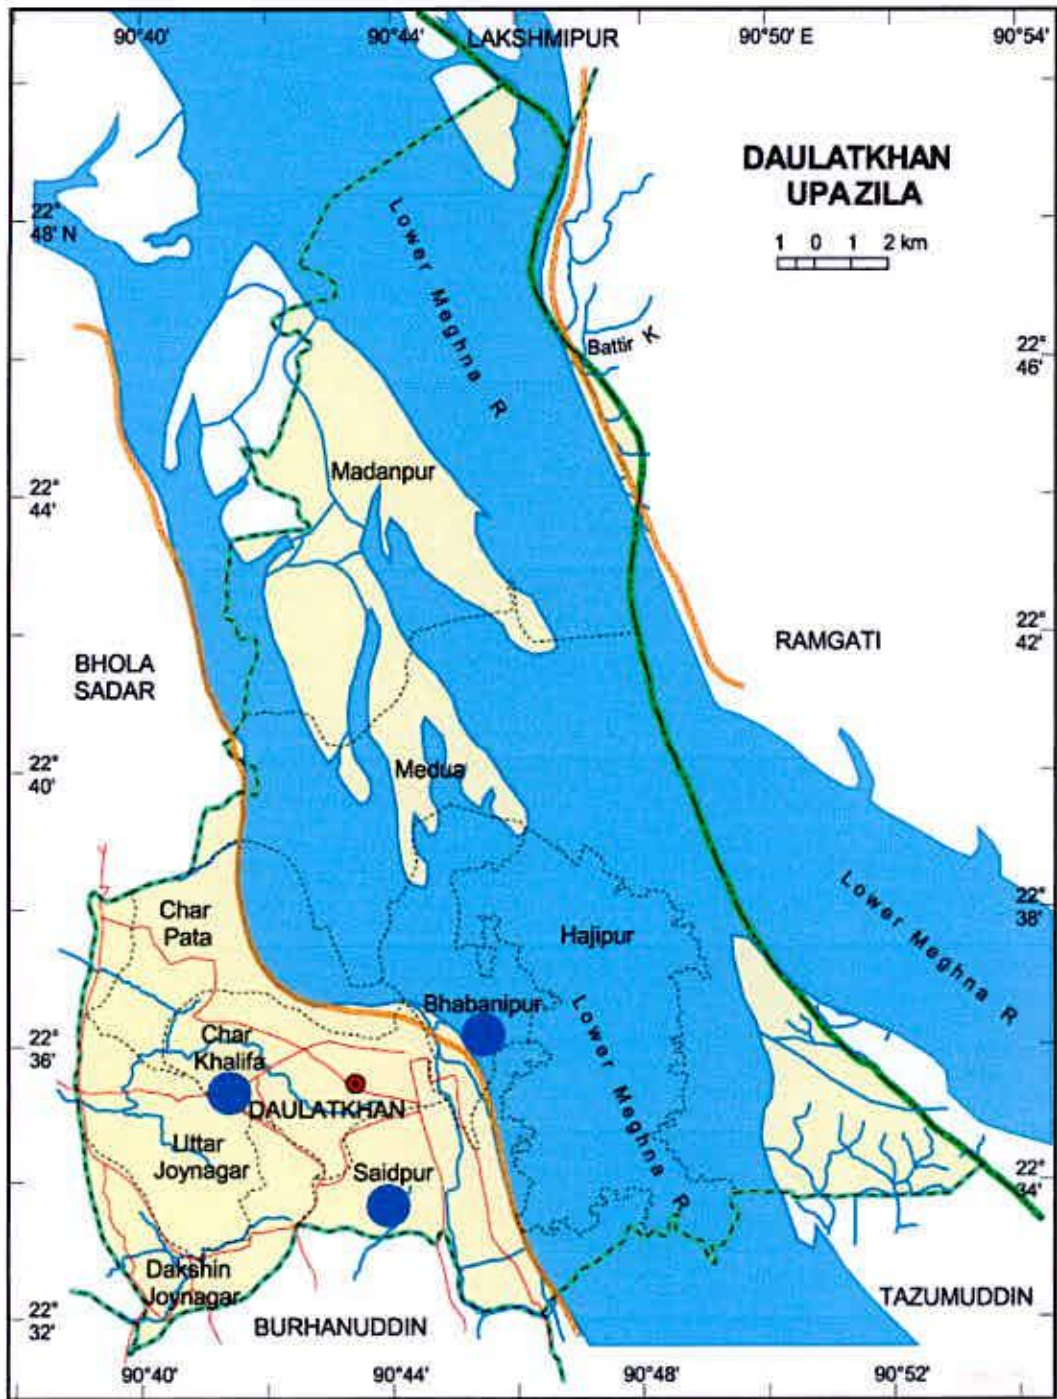 90°40'
90°44'
LAKSHMIPUR
90°50' E
90°54'
DAULATKHAN
UPAZILA
1 0 1 2 km
22°
48' N
Lower Meghna R
Battir K
22°
46'
Madanpur
22°
44'
22°
42'
RAMGATI
BHOLA
SADAR
22°
40'
Medua
Lower Meghna R
22°
38'
Char
Pata
Hajipur
Bhabanipur
Lower Meghna R
22°
36'
Char
Khalifa
DAULATKHAN
Uttar
Joynagar
Saidpur
22°
34'
Dakshin
Joynagar
22°
32'
BURHANUDDIN
TAZUMUDDIN
90°40'
90°44'
90°48'
90°52'